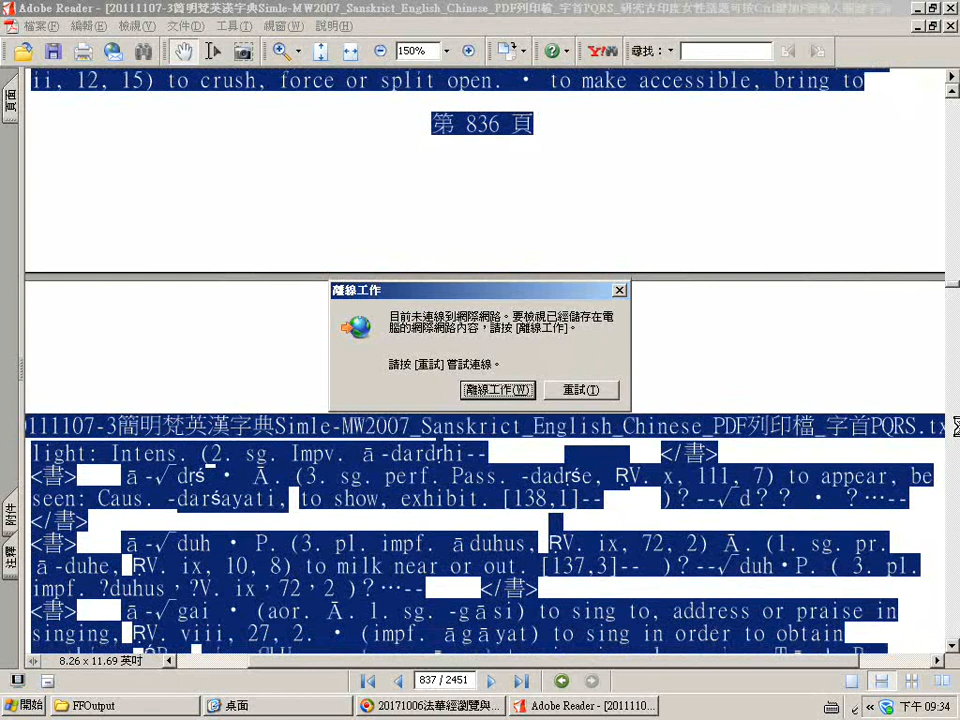 Adobe Reader - [20111107-3簡明梵英漢字典Simle-MW2007_Sanskrict_English_Chinese_PDF列印檔_字首PQRS_研究古印度女性議題可按Ctrl鍵加F鍵輸入關鍵字詞
檔案(F) 編輯(E) 檢視(V) 文件(D) 工具(T) 視窗(W) 說明(H)
150% 尋找：
頁面
ii, 12, 15) to crush, force or split open. • to make accessible, bring to
第 836 頁
離線工作
目前未連線到網際網路。要檢視已經儲存在電
腦的網際網路內容，請按 [離線工作]。
請按 [重試] 嘗試連線。
離線工作(W) 重試(I)
111107-3簡明梵英漢字典Simle-MW2007_Sanskrict_English_Chinese_PDF列印檔_字首PQRS.tx
light: Intens. (2. sg. Impv. ā-dardṛhi-- </書>
<書> ā-√dṛś • Ā. (3. sg. perf. Pass. -dadṛśe, ṚV. x, 111, 7) to appear, be
seen: Caus. -darśayati, to show, exhibit. [138,1]-- )？--√d？？ • ？…--
</書>
<書> ā-√duh • P. (3. pl. impf. āduhus, ṚV. ix, 72, 2) Ā. (1. sg. pr.
ā-duhe, ṚV. ix, 10, 8) to milk near or out. [137,3]-- )？--√duh•P. ( 3. pl.
impf. ?duhus，?V. ix，72，2 )？…-- </書>
<書> ā-√gai • (aor. Ā. 1. sg. -gāsi) to sing to, address or praise in
singing, ṚV. viii, 27, 2. • (impf. āgāyat) to sing in order to obtain
附件
註釋
8.26 x 11.69 英吋
837 / 2451
開始 FFOutput 桌面 20171006法華經瀏覽與... Adobe Reader - [2011110... 下午 09:34